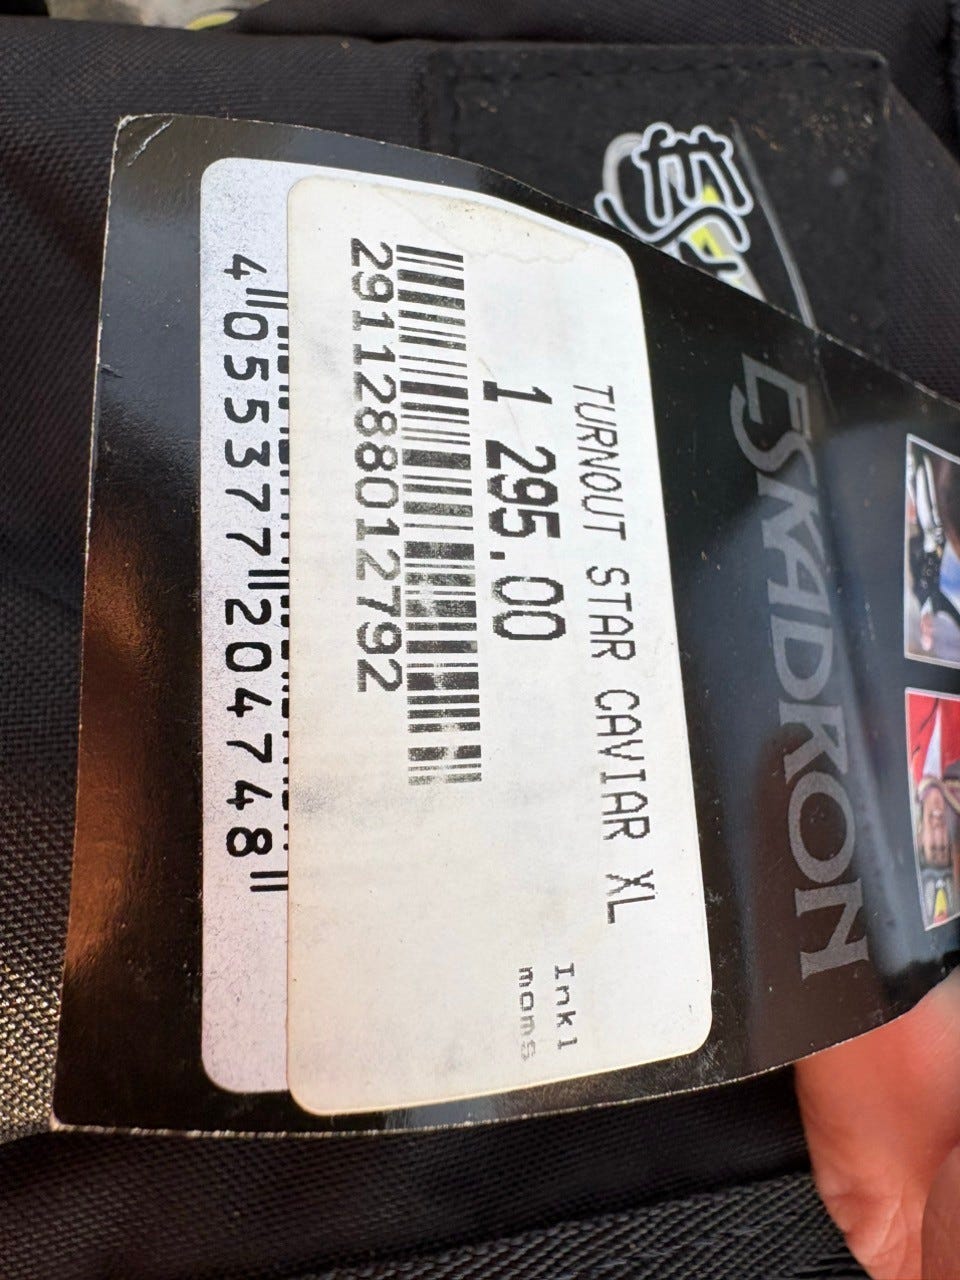 ESKADRON
TURNOUT STAR CAVIAR XL
1 295.00
Inkl
moms
2911288012792
4 055377 204748